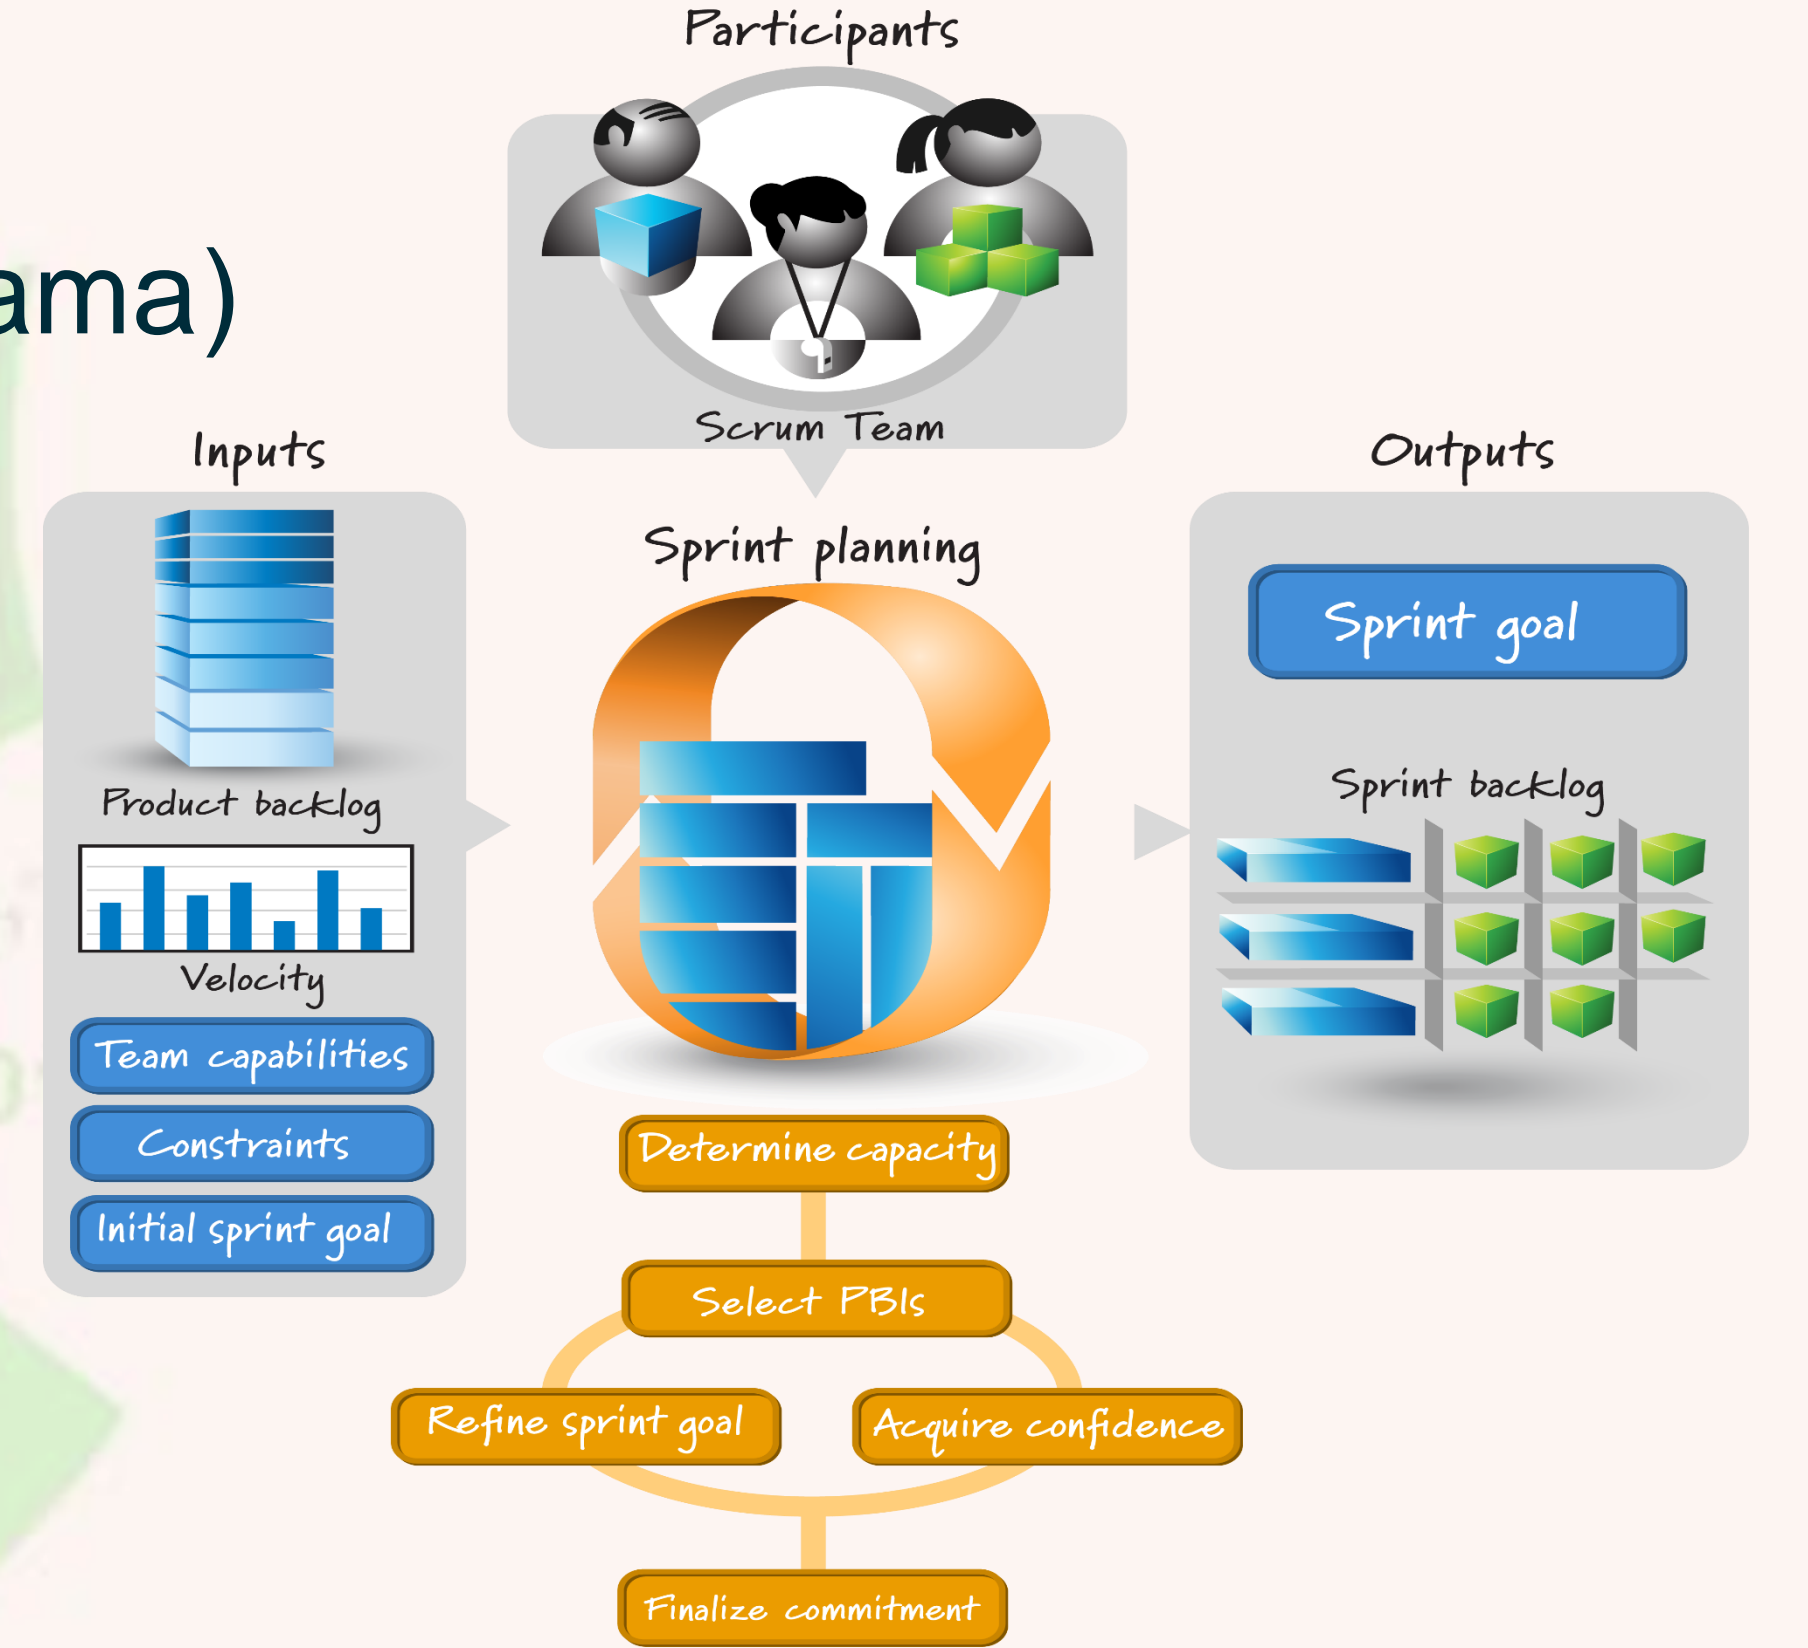 Participants
Scrum Team
ama)
Inputs
Product backlog
Velocity
Team capabilities
Constraints
Initial sprint goal
Sprint planning
Determine capacity
Select PBIs
Refine sprint goal
Acquire confidence
Finalize commitment
Outputs
Sprint goal
Sprint backlog